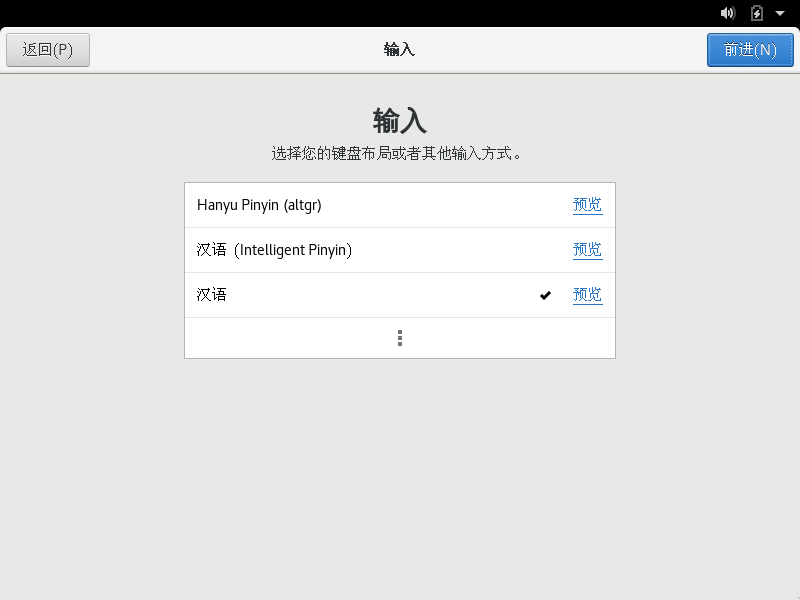 返回(P)
输入
前进(N)
输入
选择您的键盘布局或者其他输入方式。
Hanyu Pinyin (altgr)
预览
汉语 (Intelligent Pinyin)
预览
汉语
预览